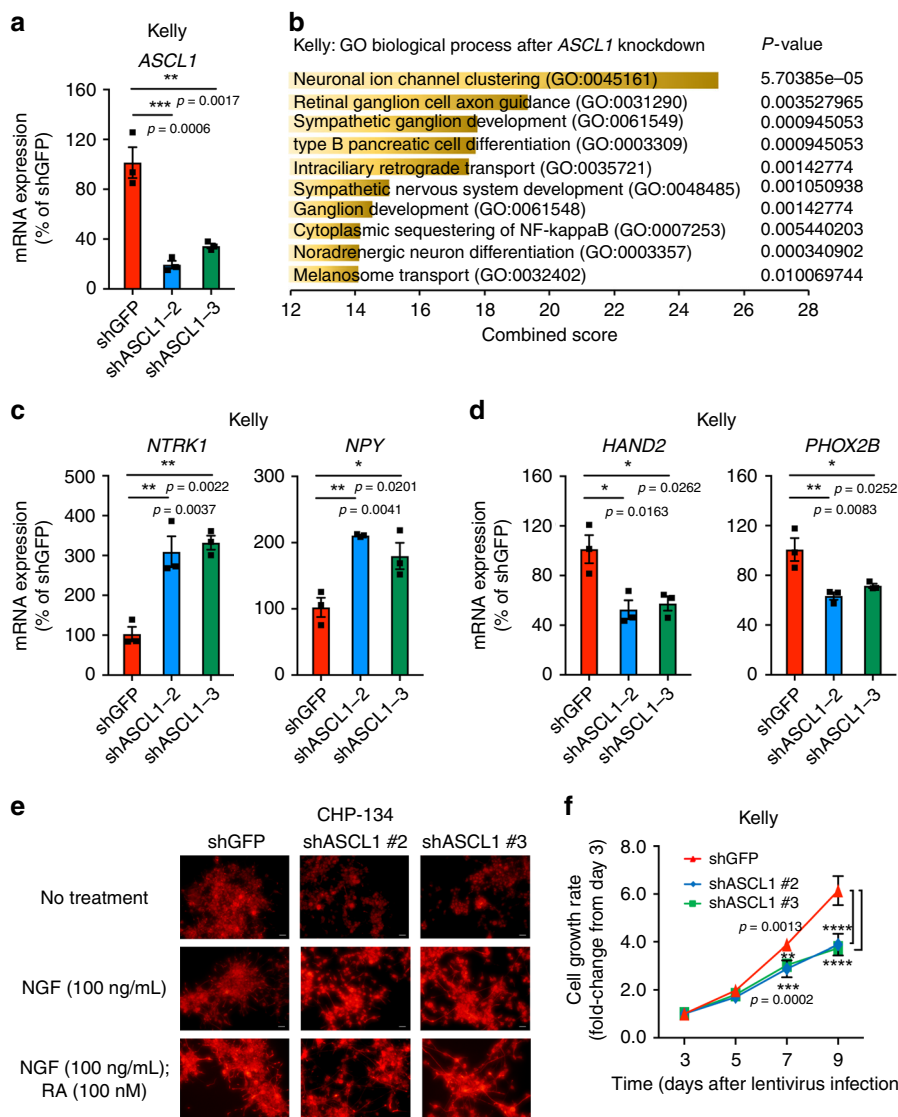 a
Kelly
ASCL1
**
*** p = 0.0017
p = 0.0006
160
120
80
40
0
mRNA expression
(% of shGFP)
shGFP
shASCL1–2
shASCL1–3
b
Kelly: GO biological process after ASCL1 knockdown P-value
Neuronal ion channel clustering (GO:0045161) 5.70385e–05
Retinal ganglion cell axon guidance (GO:0031290) 0.003527965
Sympathetic ganglion development (GO:0061549) 0.000945053
type B pancreatic cell differentiation (GO:0003309) 0.000945053
Intraciliary retrograde transport (GO:0035721) 0.00142774
Sympathetic nervous system development (GO:0048485) 0.001050938
Ganglion development (GO:0061548) 0.00142774
Cytoplasmic sequestering of NF-kappaB (GO:0007253) 0.005440203
Noradrenergic neuron differentiation (GO:0003357) 0.000340902
Melanosome transport (GO:0032402) 0.010069744
12 14 16 18 20 22 24 26 28
Combined score
c
Kelly
NTRK1
**
** p = 0.0022
p = 0.0037
500
400
300
200
100
0
mRNA expression
(% of shGFP)
shGFP
shASCL1–2
shASCL1–3
NPY
*
** p = 0.0201
p = 0.0041
300
200
100
0
shGFP
shASCL1–2
shASCL1–3
d
Kelly
HAND2
*
* p = 0.0262
p = 0.0163
160
120
80
40
0
mRNA expression
(% of shGFP)
shGFP
shASCL1–2
shASCL1–3
PHOX2B
*
** p = 0.0252
p = 0.0083
160
120
80
40
0
shGFP
shASCL1–2
shASCL1–3
e
CHP-134
shGFP shASCL1 #2 shASCL1 #3
No treatment
NGF (100 ng/mL)
NGF (100 ng/mL);
RA (100 nM)
f
Kelly
8.0
6.0
4.0
2.0
0.0
Cell growth rate
(fold-change from day 3)
shGFP
shASCL1 #2
shASCL1 #3
p = 0.0013
**
***
p = 0.0002
****
****
3 5 7 9
Time (days after lentivirus infection